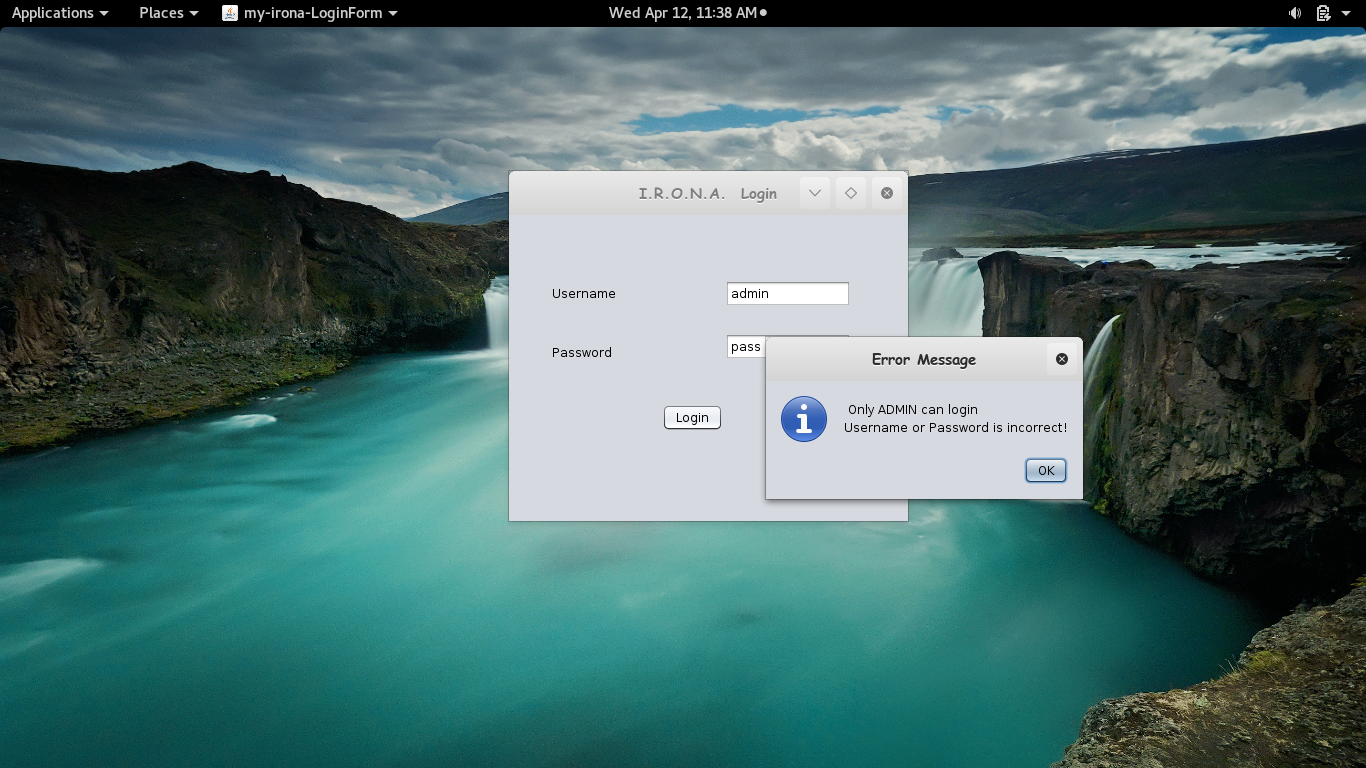 Applications Places my-irona-LoginForm Wed Apr 12, 11:38 AM
I.R.O.N.A. Login
Username admin
Password pass
Login
Error Message
Only ADMIN can login
Username or Password is incorrect!
OK